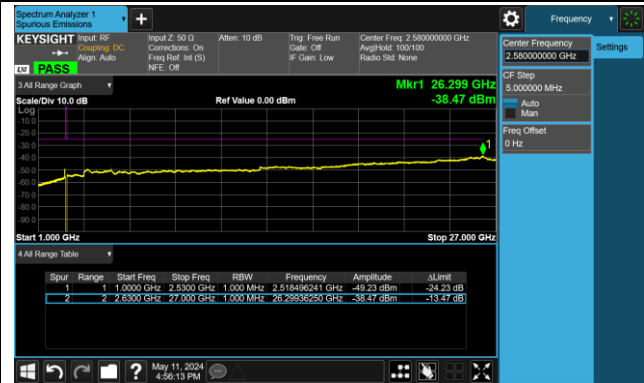 Spectrum Analyzer 1
Spurious Emissions
Frequency
KEYSIGHT Input: RF
Coupling: DC
Align: Auto
Input Z: 50 Ω
Corrections: On
Freq Ref: Int (S)
NFE: Off
Atten: 10 dB
Trig: Free Run
Gate: Off
IF Gain: Low
Center Freq: 2.580000000 GHz
Avg|Hold: 100/100
Radio Std: None
LXI PASS
Center Frequency
2.580000000 GHz
Settings
CF Step
5.000000 MHz
Auto
Man
Freq Offset
0 Hz
3 All Range Graph
Mkr1 26.299 GHz
Scale/Div 10.0 dB Ref Value 0.00 dBm -38.47 dBm
Log
-10.0
-20.0
-30.0
-40.0
-50.0
-60.0
-70.0
-80.0
-90.0
1
Start 1.000 GHz Stop 27.000 GHz
4 All Range Table
Spur Range Start Freq Stop Freq RBW Frequency Amplitude ΔLimit
1 1 1.0000 GHz 2.5300 GHz 1.000 MHz 2.518496241 GHz -49.23 dBm -24.23 dB
2 2 2.6300 GHz 27.000 GHz 1.000 MHz 26.29936250 GHz -38.47 dBm -13.47 dB
?
May 11, 2024
4:56:13 PM